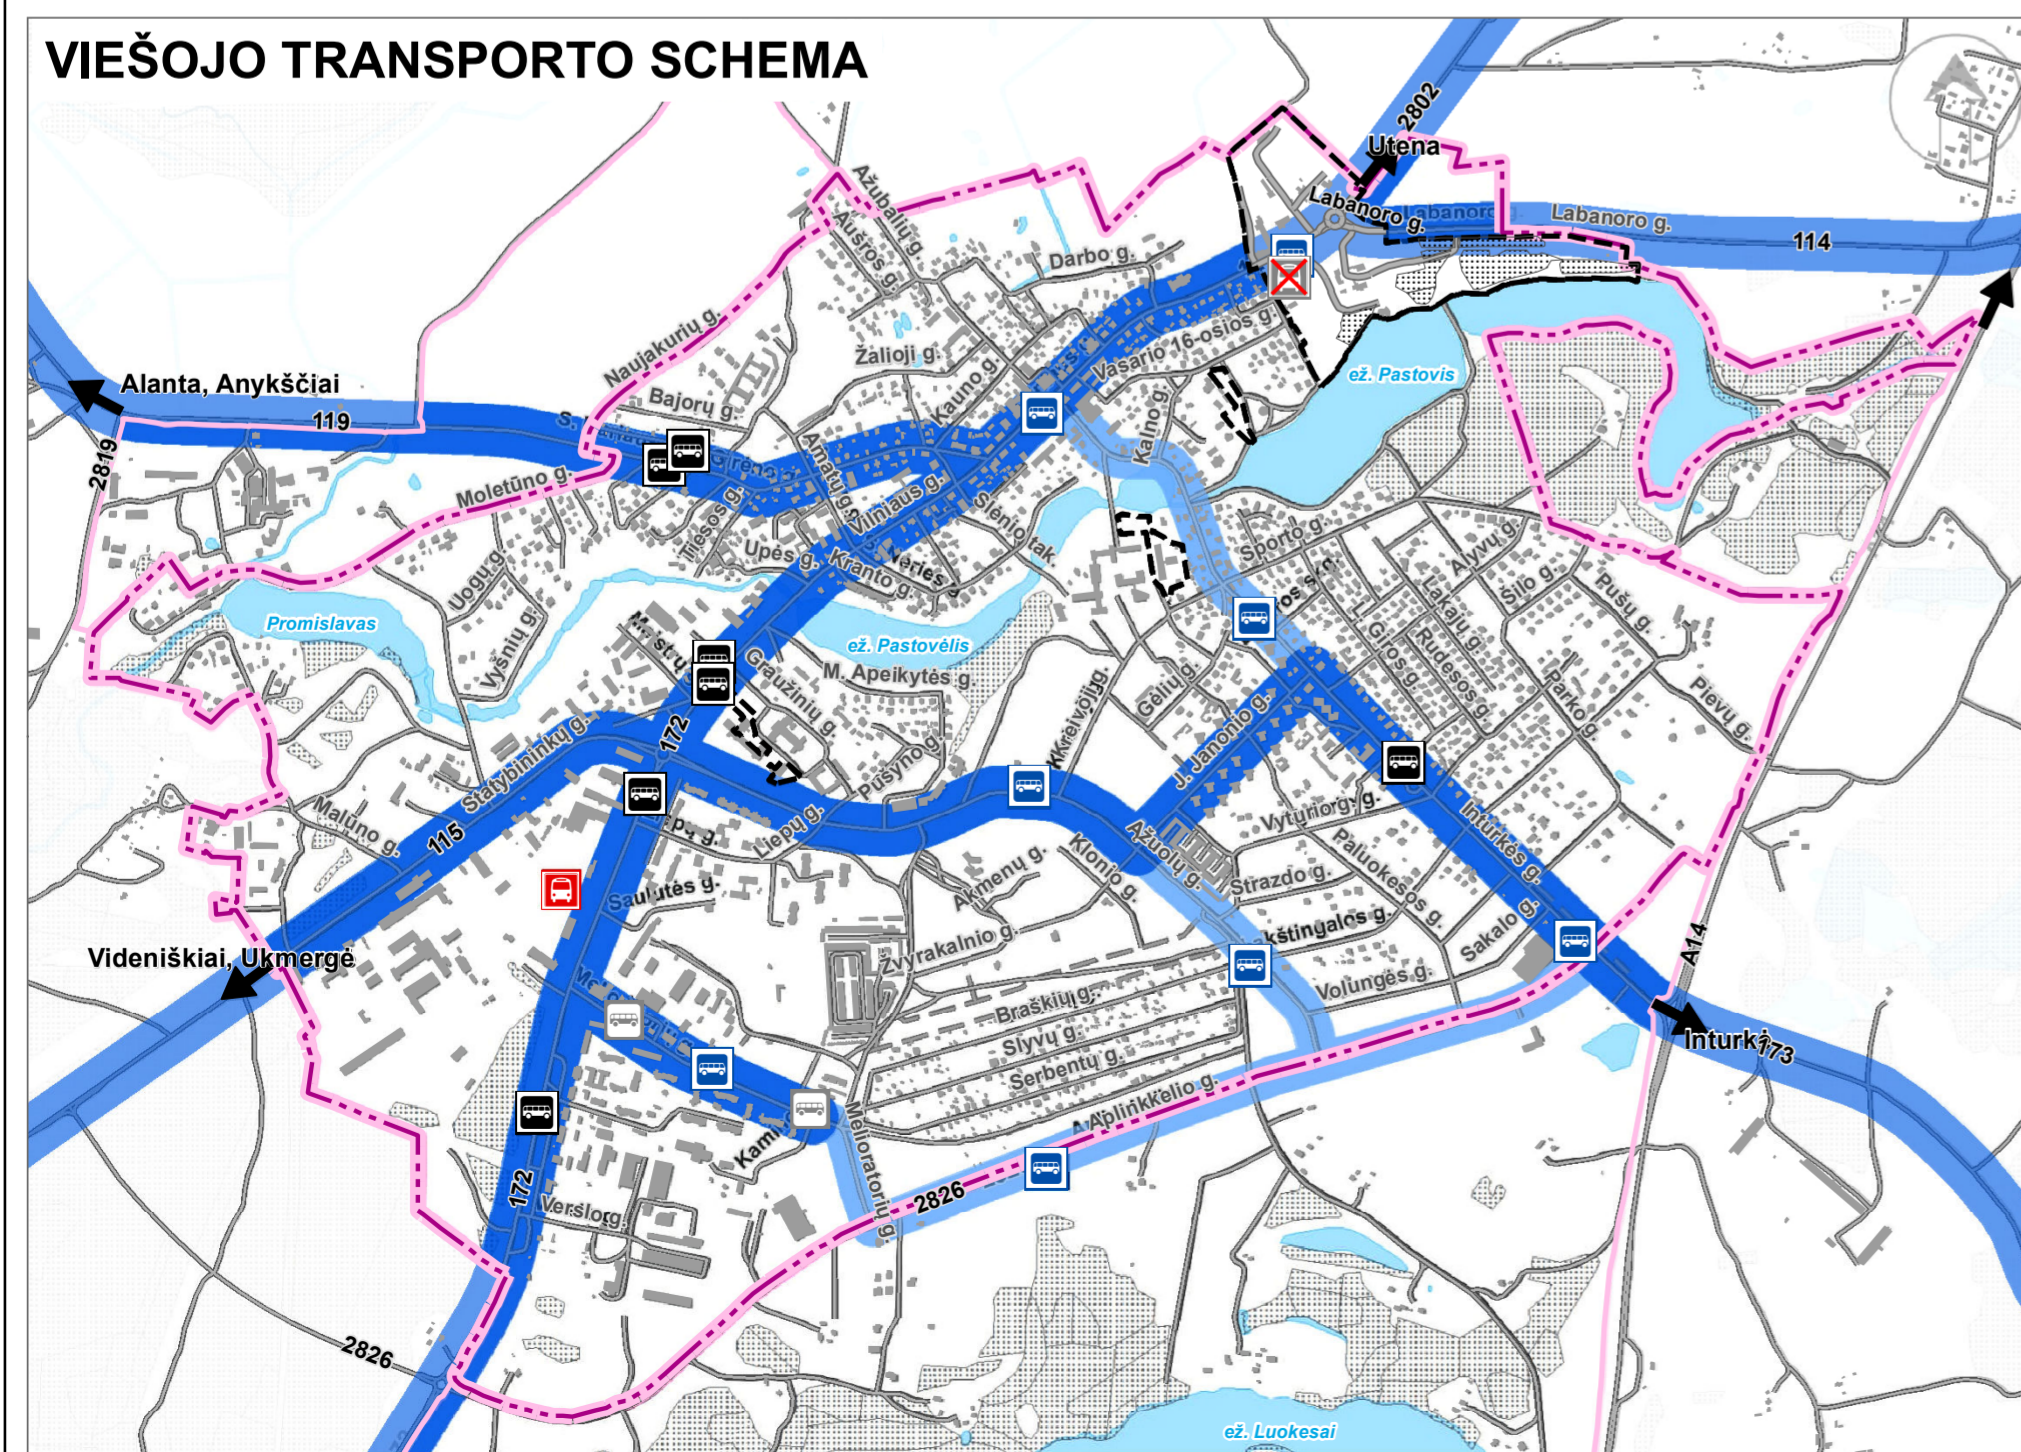 VIEŠOJO TRANSPORTO SCHEMA
2802
Utena
Ažubalių g.
Aušros g.
Labanoro g.
Labanoro g.
Labanoro g.
114
Darbo g.
Naujakurių g.
Žalioji g.
Vasario 16-osios g.
ež. Pastovis
Alanta, Anykščiai
119
Bajorų g.
Kauno g.
Kalno g.
2819
Moletūno g.
Amatų g.
Vilniaus g.
Slėnio tak.
Tiesos g.
Upės g.
Kranto g.
Sporto g.
Alyvų g.
Šilo g.
Pušų g.
Lakajų g.
L. Giros g.
Rudesos g.
Parko g.
Pievų g.
Uogų g.
Vyšnių g.
Promislavas
ež. Pastovėlis
M. Apeikytės g.
Graužinių g.
Pušyno g.
Kreivoji g.
Gėlių g.
J. Janonio g.
172
Statybininkų g.
Malūno g.
115
Liepų g.
Ažuolų g.
Klonio g.
Akmenų g.
Vyturio g.
Paluokesos g.
Inturkės g.
Strazdo g.
Sakalo g.
Saulutės g.
Žvyrakalnio g.
Volungės g.
A14
Videniškiai, Ukmergė
Braškių g.
Slyvų g.
Serbentų g.
Aplinkkelio g.
173
Melioratorių g.
2826
172
Verslo g.
2826
ež. Luokesai